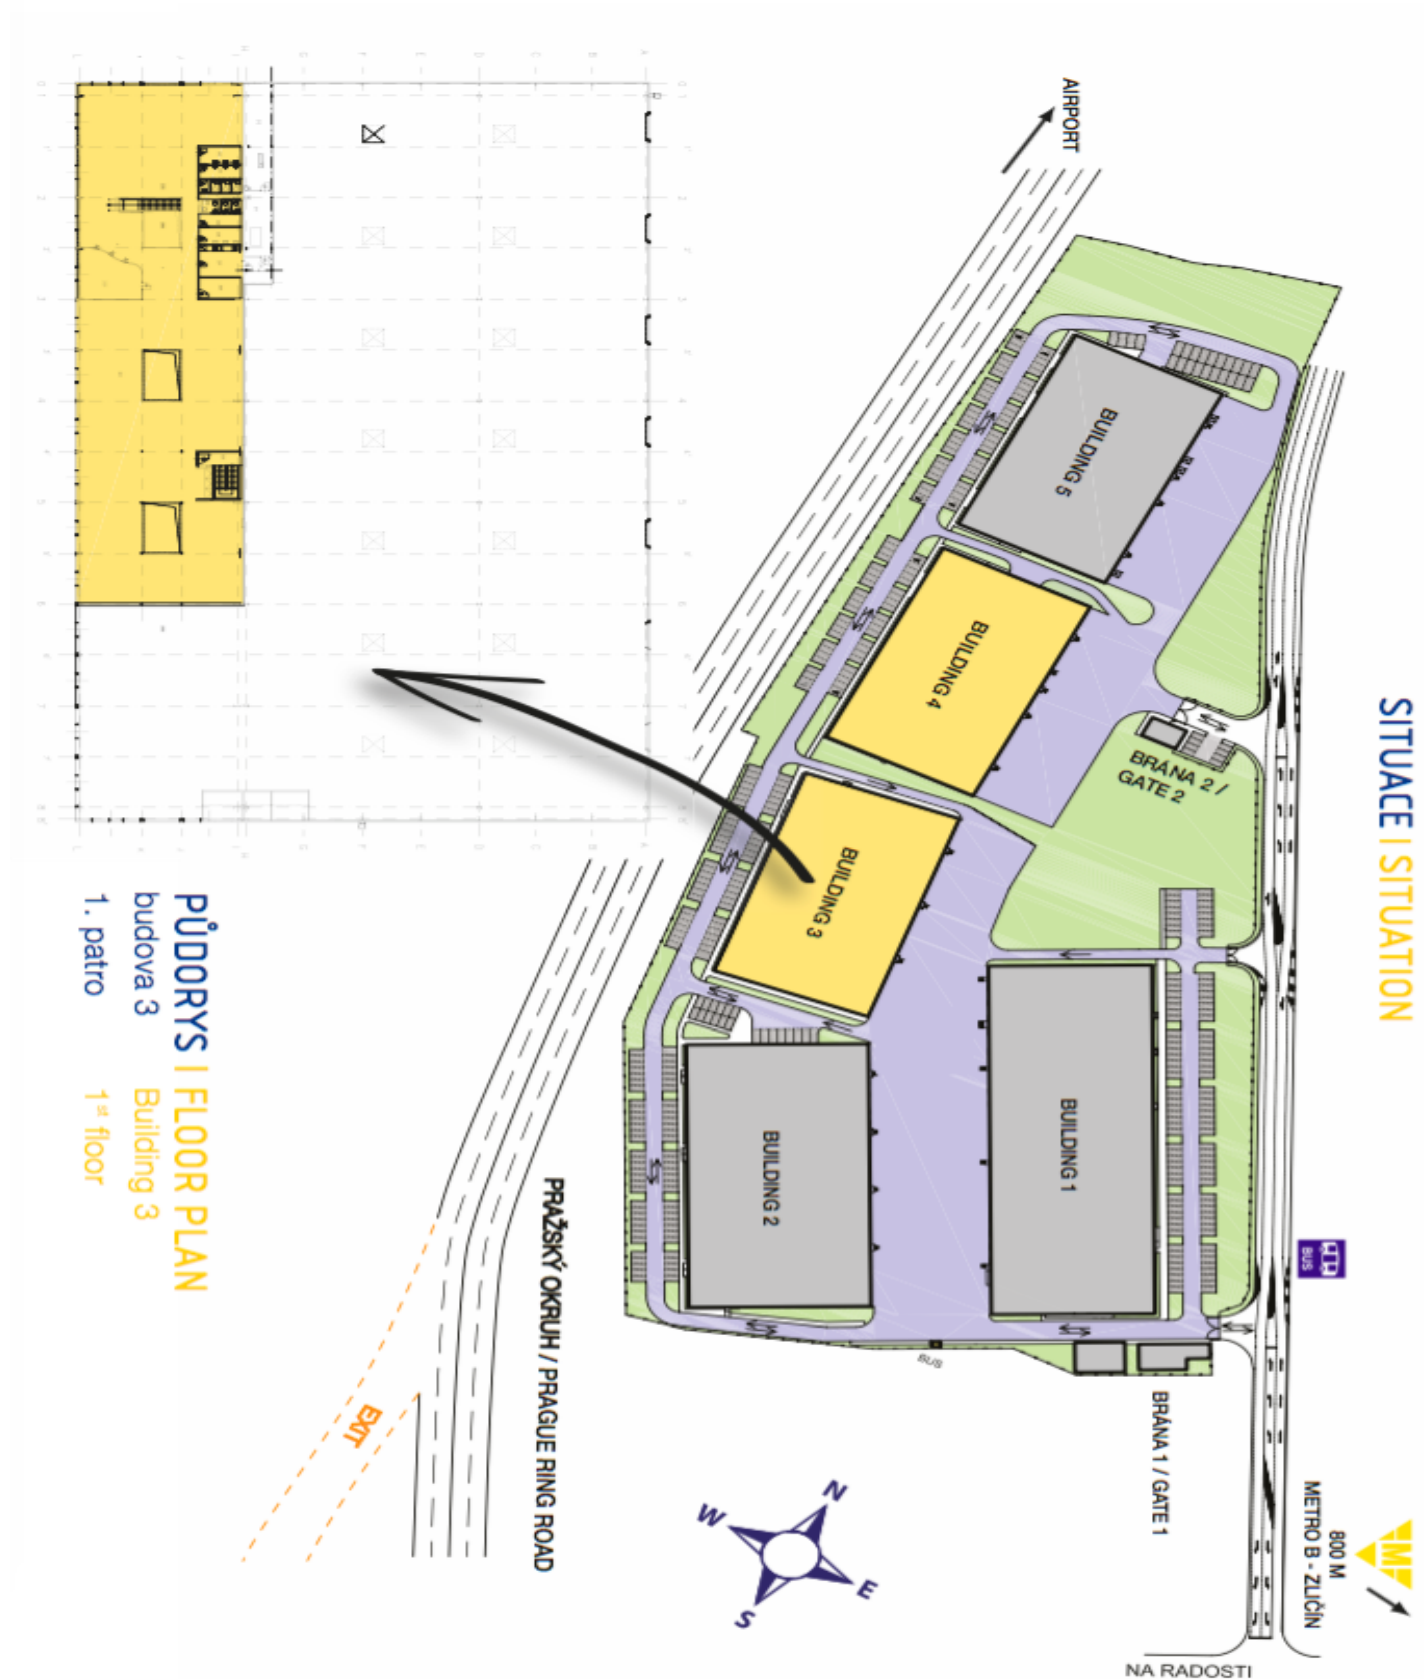 SITUACE I SITUATION
AIRPORT
BUILDING 5
BUILDING 4
BRÁNA 2 /
GATE 2
BUILDING 3
BUILDING 1
BUILDING 2
BUS
BUS
BRÁNA 1 / GATE 1
M
800 M
METRO B - ZLIČÍN
NA RADOSTI
PRAŽSKÝ OKRUH / PRAGUE RING ROAD
EXIT
N
E
S
W
PŮDORYS I FLOOR PLAN
budova 3 Building 3
1. patro 1st floor